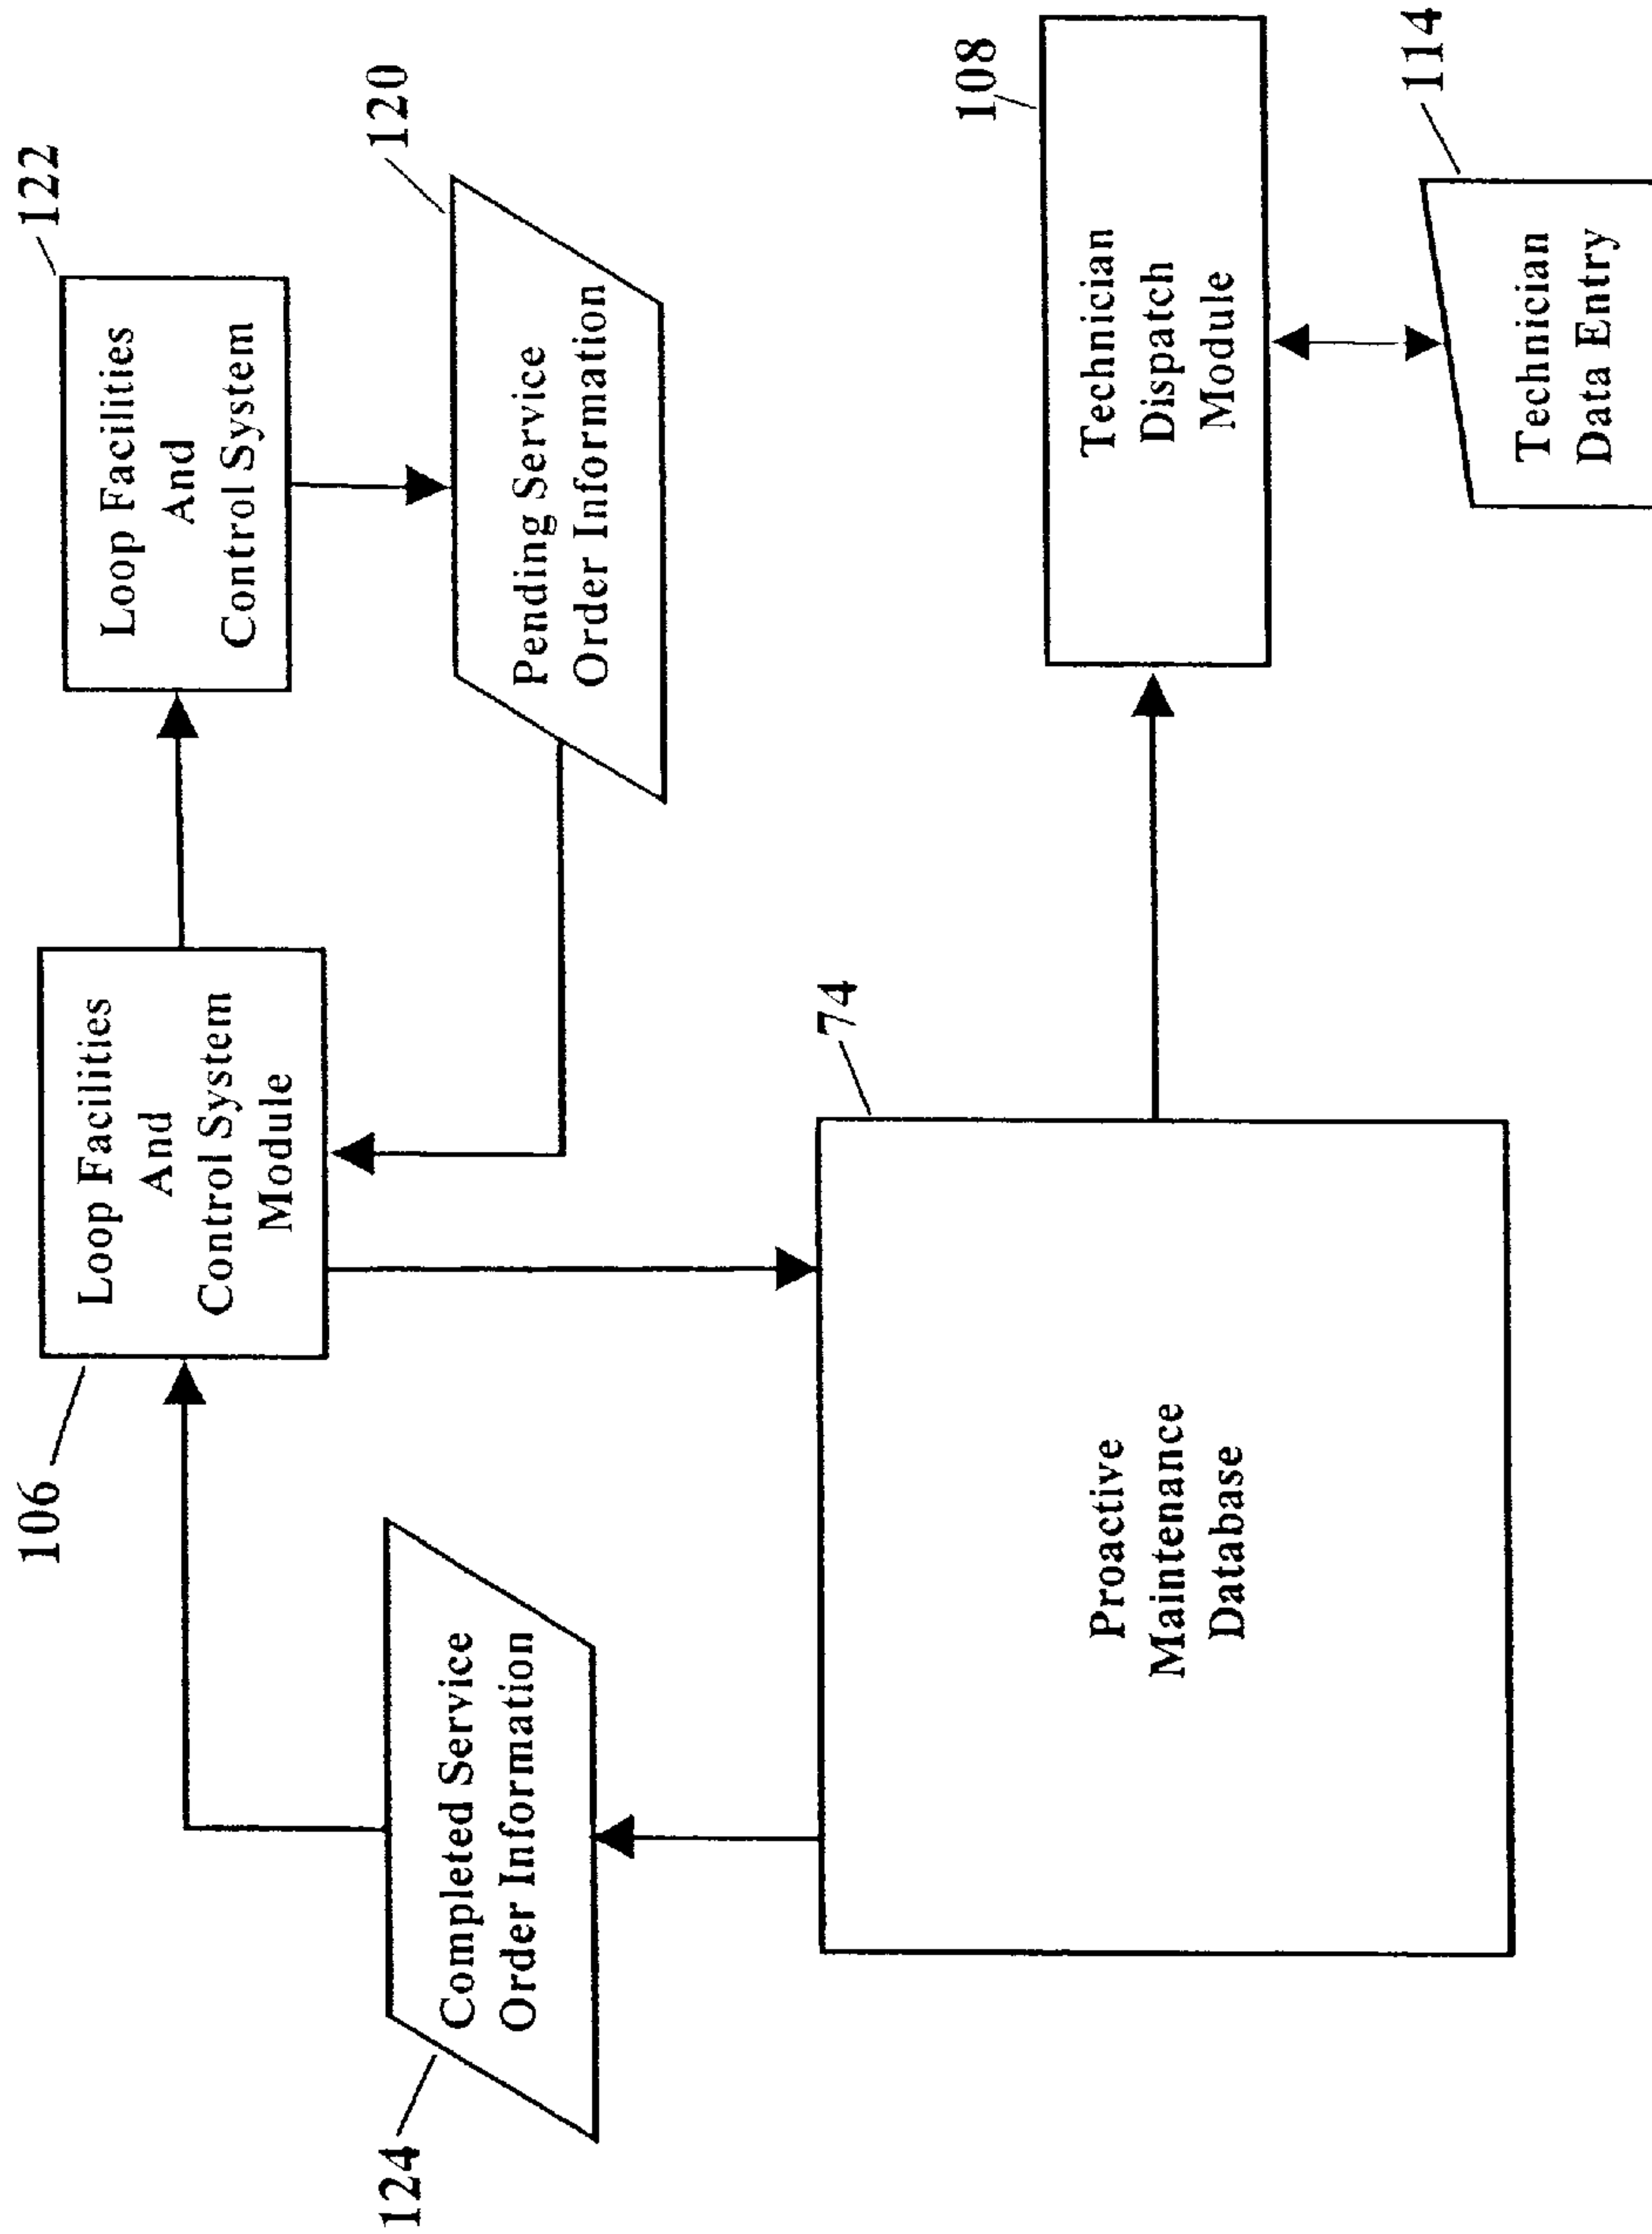 106
Loop Facilities
And
Control System
Module
122
Loop Facilities
And
Control System
124
Completed Service
Order Information
120
Pending Service
Order Information
74
Proactive
Maintenance
Database
108
Technician
Dispatch
Module
114
Technician
Data Entry